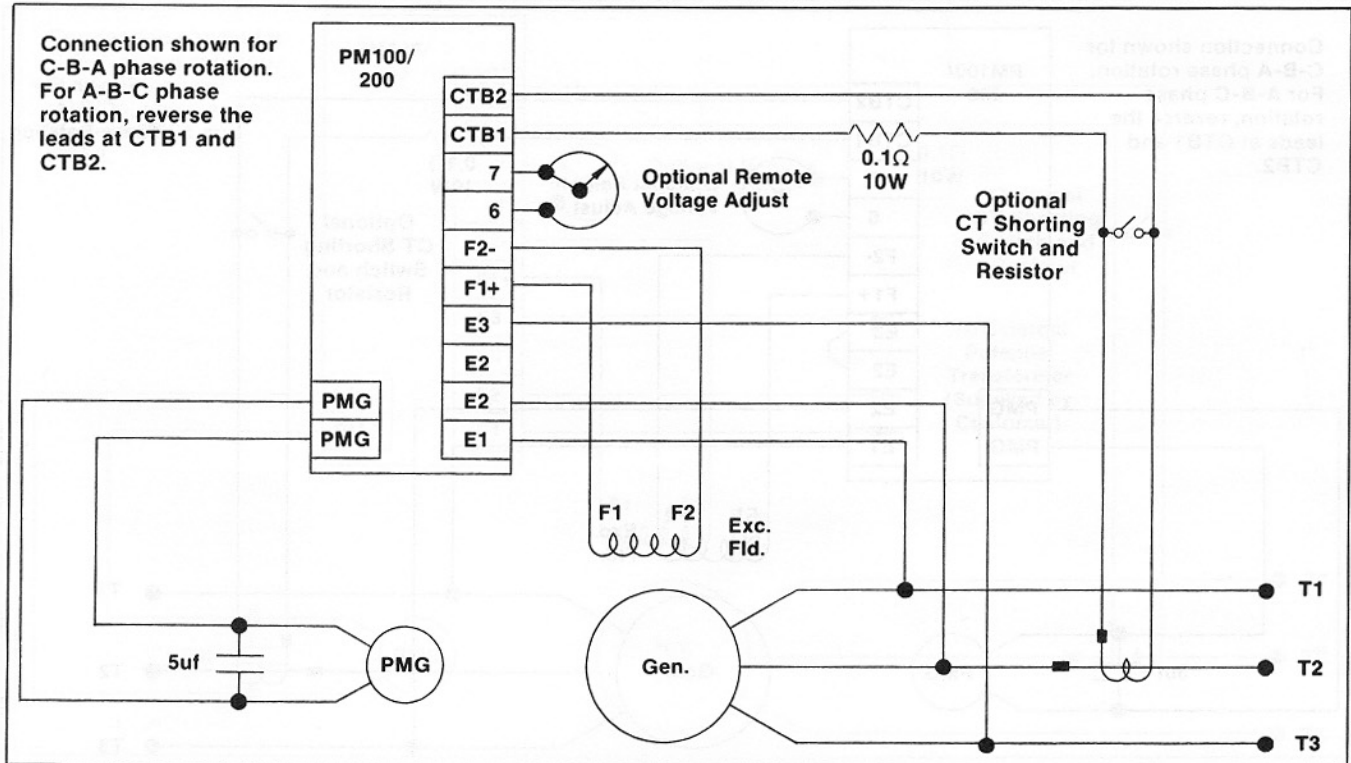 Connection shown for
C-B-A phase rotation.
For A-B-C phase
rotation, reverse the
leads at CTB1 and
CTB2.
PM100/
200
CTB2
CTB1
7
6
F2-
F1+
E3
E2
E2
E1
PMG
PMG
0.1Ω
10W
Optional Remote
Voltage Adjust
Optional
CT Shorting
Switch and
Resistor
F1 F2
Exc.
Fld.
5uf
PMG
Gen.
T1
T2
T3